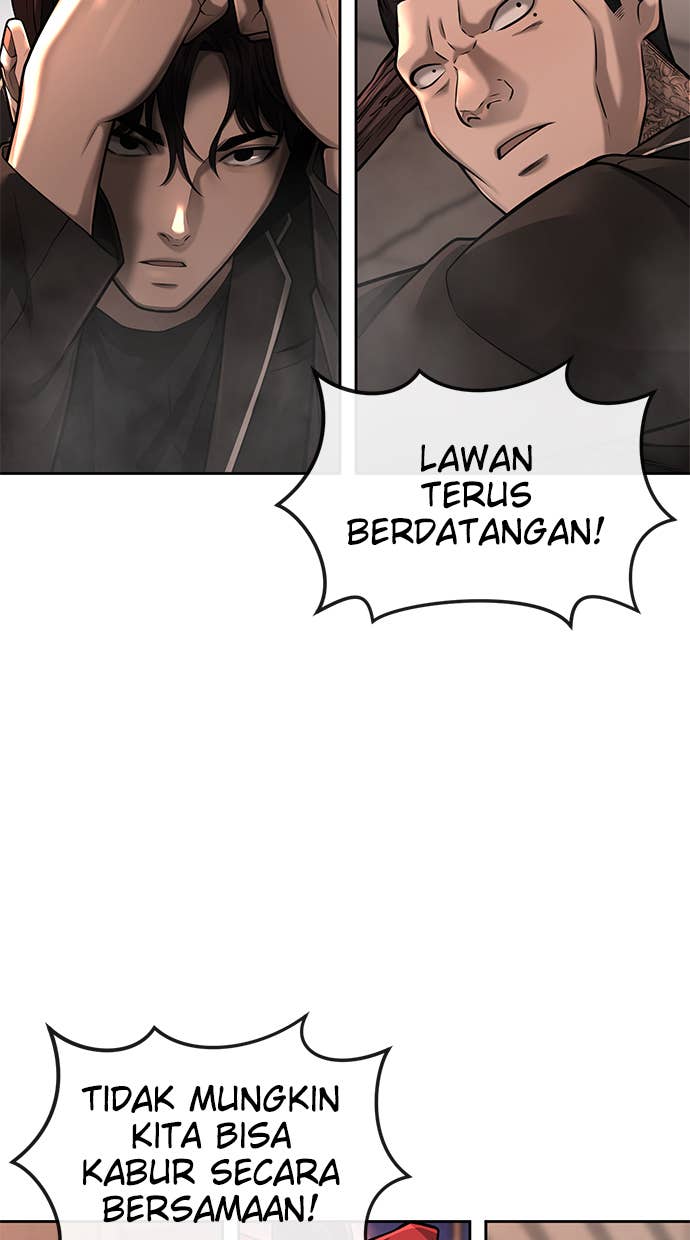 LAWAN
TERUS
BERDATANGAN!
TIDAK MUNGKIN
KITA BISA
KABUR SECARA
BERSAMAAN!